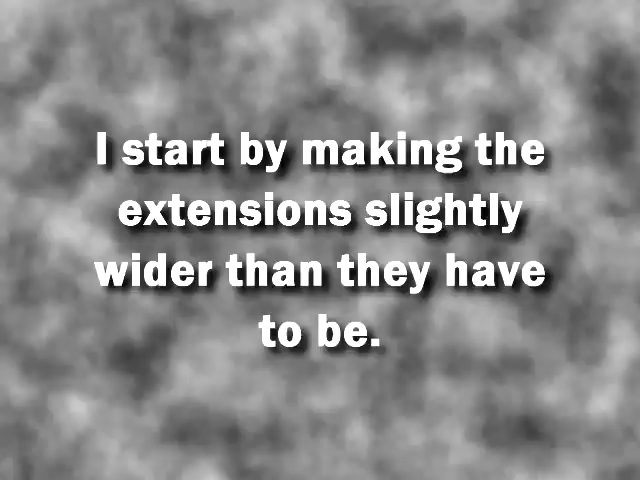 I start by making the
extensions slightly
wider than they have
to be.